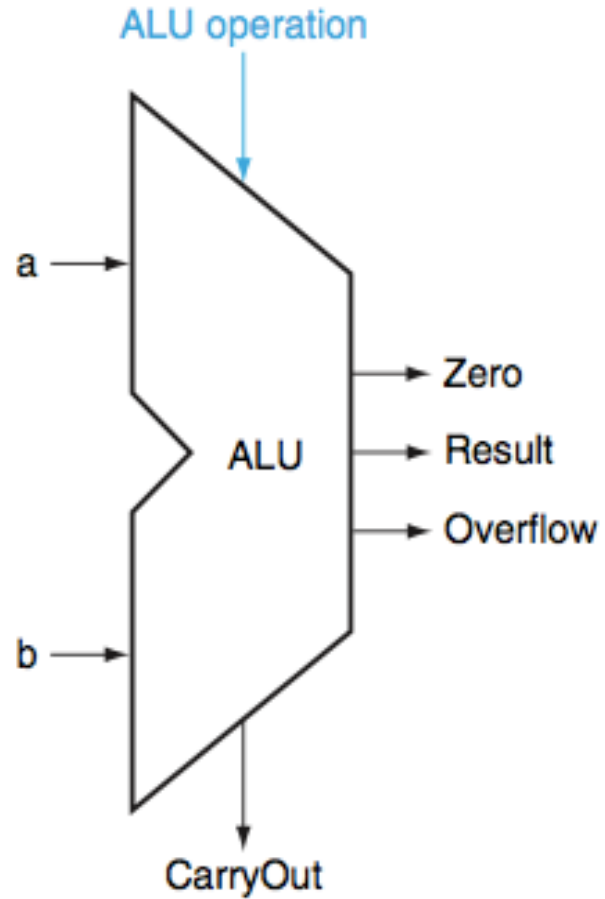 ALU operation
a
Zero
ALU
Result
Overflow
b
CarryOut